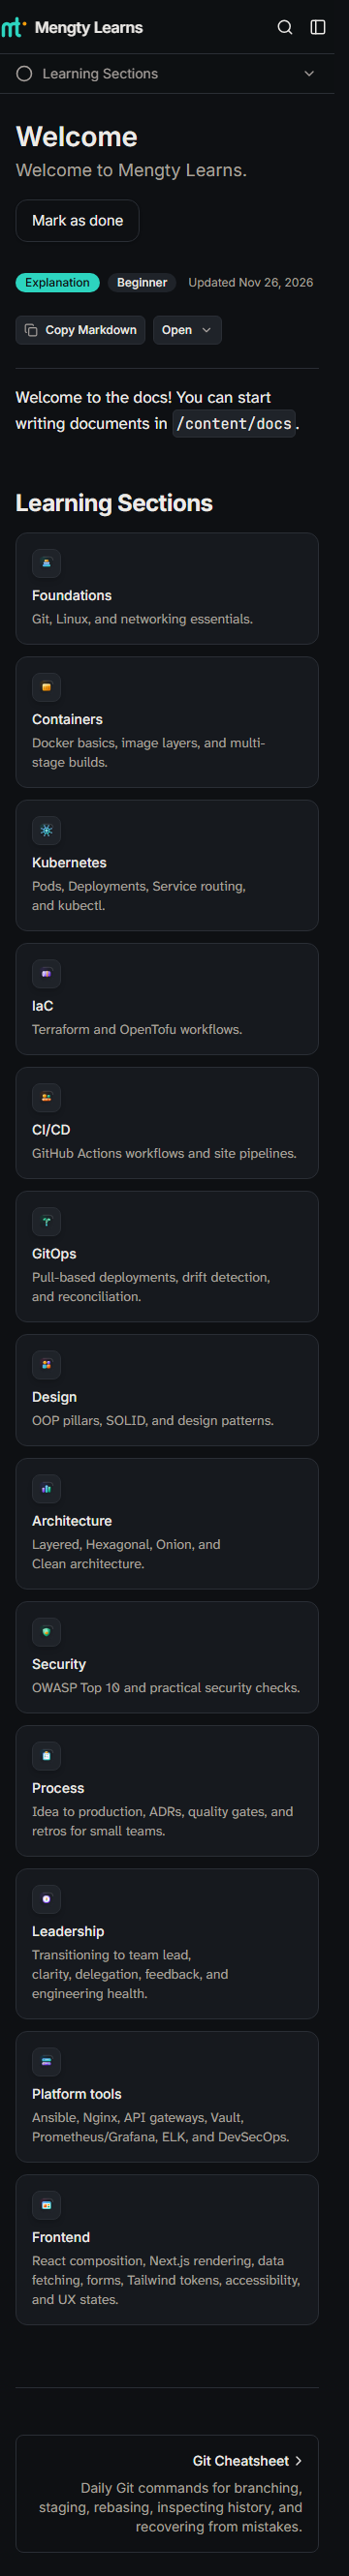 mt Mengty Learns
Learning Sections
Welcome
Welcome to Mengty Learns.
Mark as done
Explanation Beginner Updated Nov 26, 2026
Copy Markdown Open
Welcome to the docs! You can start
writing documents in /content/docs.
Learning Sections
Foundations
Git, Linux, and networking essentials.
Containers
Docker basics, image layers, and multi-
stage builds.
Kubernetes
Pods, Deployments, Service routing,
and kubectl.
IaC
Terraform and OpenTofu workflows.
CI/CD
GitHub Actions workflows and site pipelines.
GitOps
Pull-based deployments, drift detection,
and reconciliation.
Design
OOP pillars, SOLID, and design patterns.
Architecture
Layered, Hexagonal, Onion, and
Clean architecture.
Security
OWASP Top 10 and practical security checks.
Process
Idea to production, ADRs, quality gates, and
retros for small teams.
Leadership
Transitioning to team lead,
clarity, delegation, feedback, and
engineering health.
Platform tools
Ansible, Nginx, API gateways, Vault,
Prometheus/Grafana, ELK, and DevSecOps.
Frontend
React composition, Next.js rendering, data
fetching, forms, Tailwind tokens, accessibility,
and UX states.
Git Cheatsheet
Daily Git commands for branching,
staging, rebasing, inspecting history, and
recovering from mistakes.